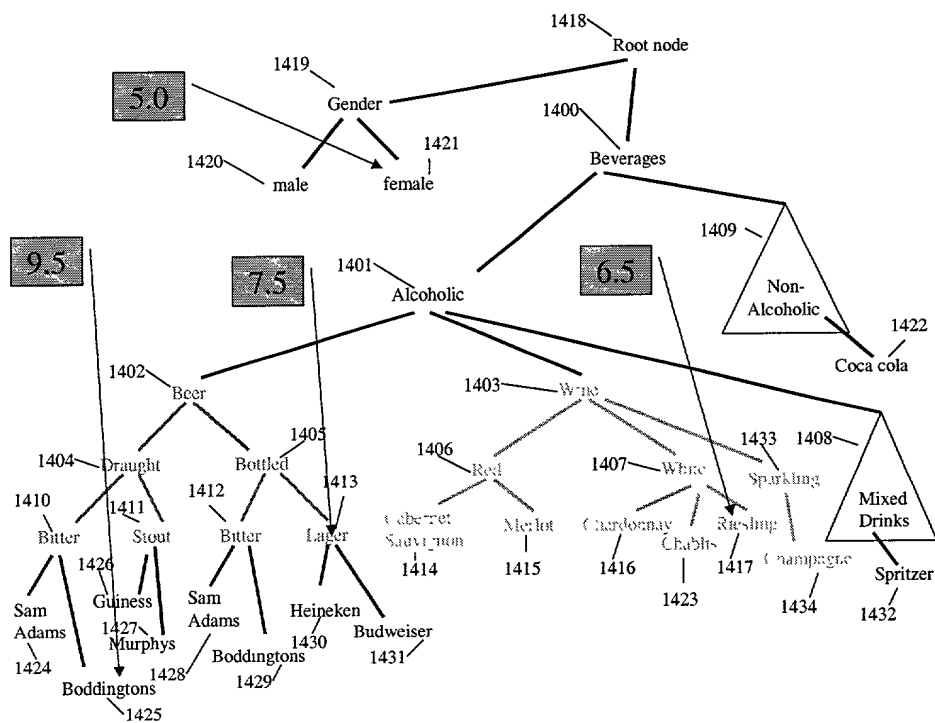 1418
Root node
1419
5.0
Gender
1400
1420
1421
male
female
Beverages
1409
9.5
7.5
1401
6.5
Alcoholic
Non-
Alcoholic
1422
Coca cola
1402
Beer
1403
Wine
1404
Draught
1405
Bottled
1406
Red
1407
White
1433
Sparkling
1408
Mixed
Drinks
1410
Bitter
1411
Stout
1412
Bitter
1413
Lager
Cabernet
Sauvignon
1414
Merlot
1415
Chardonnay
1416
Chablis
1423
Riesling
1417
Champagne
1434
Spritzer
1432
1426
Guiness
1427
Murphys
Sam
Adams
1424
Boddingtons
1425
Sam
Adams
1428
Boddingtons
1429
Heineken
1430
Budweiser
1431